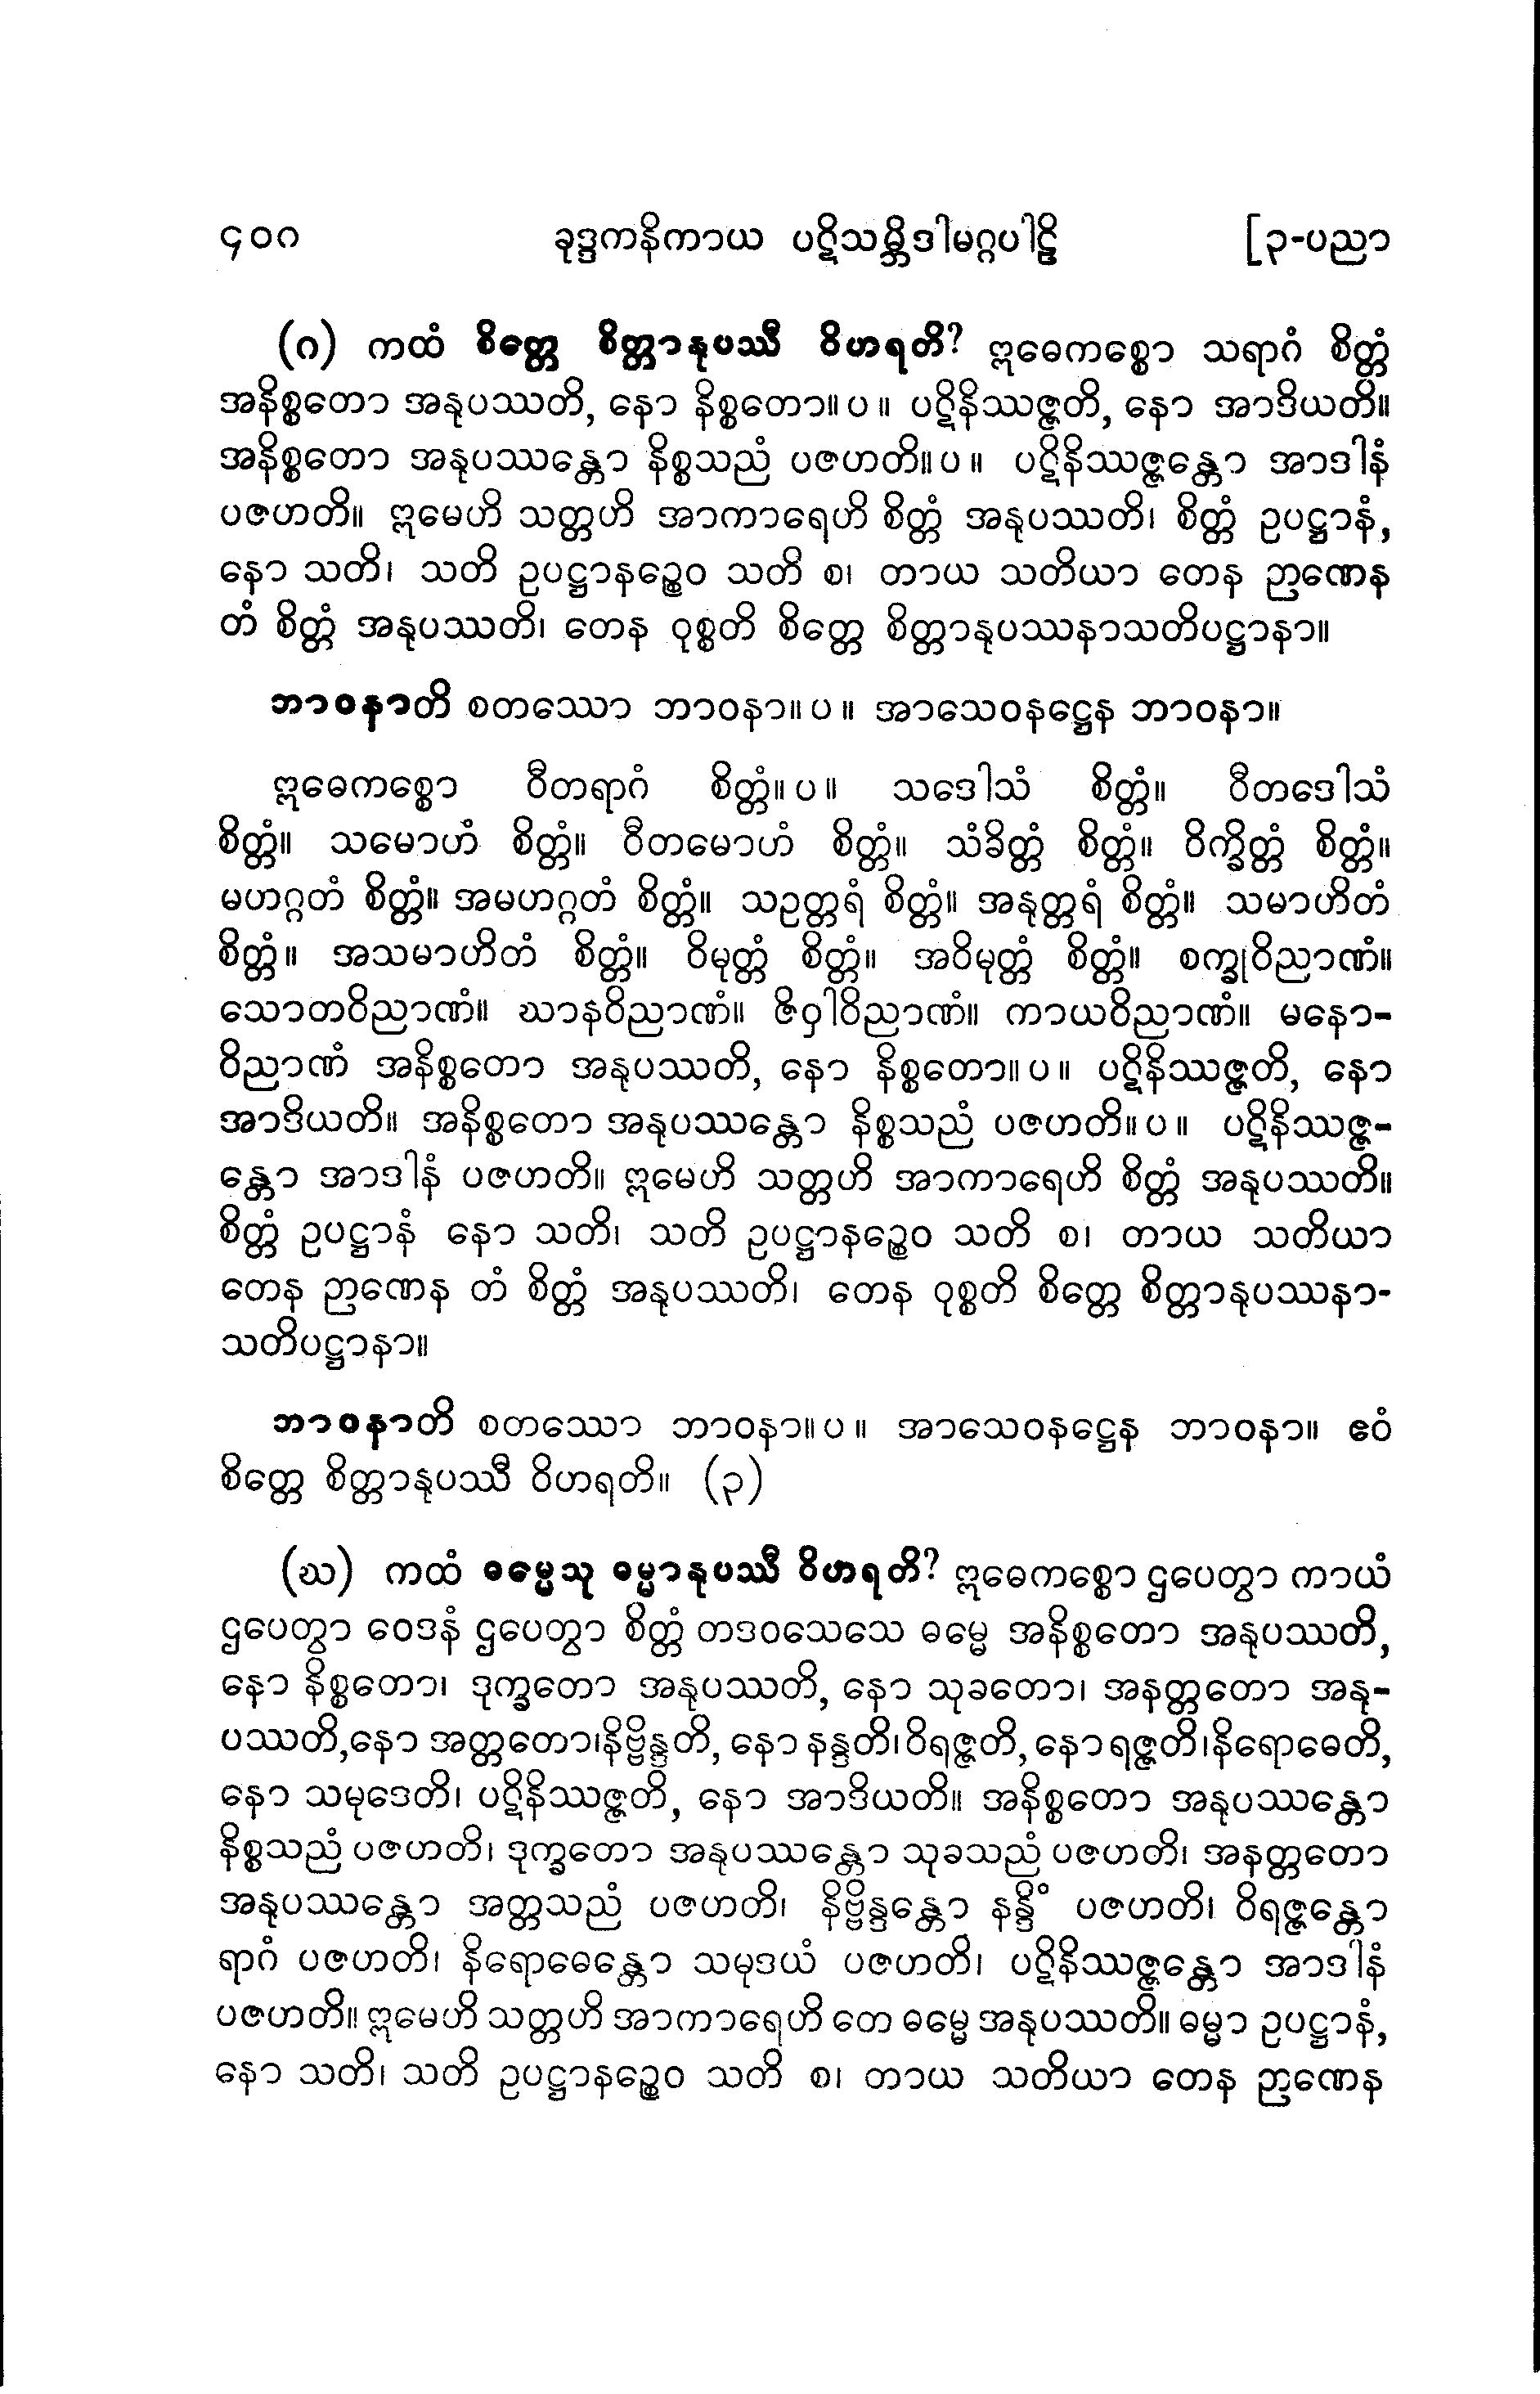 ၄၀ဂ ခုဒ္ဒကနိကာယ ပဋိသမ္ဘိဒါမဂ္ဂပါဠိ [၃-ပညာ
(ဂ) ကထံ စိတ္တေ စိတ္တာနုပဿီ ဝိဟရတိ? ဣဓေကစ္စော သရာဂံ စိတ္တံ
အနိစ္စတော အနုပဿတိ, နော နိစ္စတော။ ပ။ ပဋိနိဿဇ္ဇတိ, နော အာဒိယတိ။
အနိစ္စတော အနုပဿန္တော နိစ္စသညံ ပဇဟတိ။ ပ။ ပဋိနိဿဇ္ဇန္တော အာဒါနံ
ပဇဟတိ။ ဣမေဟိ သတ္တဟိ အာကာရေဟိ စိတ္တံ အနုပဿတိ၊ စိတ္တံ ဥပဋ္ဌာနံ,
နော သတိ၊ သတိ ဥပဋ္ဌာနဉ္စေဝ သတိ စ၊ တာယ သတိယာ တေန ဉာဏေန
တံ စိတ္တံ အနုပဿတိ၊ တေန ဝုစ္စတိ စိတ္တေ စိတ္တာနုပဿနာသတိပဋ္ဌာနာ။
ဘာဝနာတိ စတဿော ဘာဝနာ။ ပ။ အာသေဝနဋ္ဌေန ဘာဝနာ။
ဣဓေကစ္စော ဝီတရာဂံ စိတ္တံ။ ပ။ သဒေါသံ စိတ္တံ။ ဝီတဒေါသံ
စိတ္တံ။ သမောဟံ စိတ္တံ။ ဝီတမောဟံ စိတ္တံ။ သံခိတ္တံ စိတ္တံ။ ဝိက္ခိတ္တံ စိတ္တံ။
မဟဂ္ဂတံ စိတ္တံ။ အမဟဂ္ဂတံ စိတ္တံ။ သဥတ္တရံ စိတ္တံ။ အနုတ္တရံ စိတ္တံ။ သမာဟိတံ
စိတ္တံ။ အသမာဟိတံ စိတ္တံ။ ဝိမုတ္တံ စိတ္တံ။ အဝိမုတ္တံ စိတ္တံ။ စက္ခုဝိညာဏံ။
သောတဝိညာဏံ။ ဃာနဝိညာဏံ။ ဇိဝှါဝိညာဏံ။ ကာယဝိညာဏံ။ မနော-
ဝိညာဏံ အနိစ္စတော အနုပဿတိ, နော နိစ္စတော။ ပ။ ပဋိနိဿဇ္ဇတိ, နော
အာဒိယတိ။ အနိစ္စတော အနုပဿန္တော နိစ္စသညံ ပဇဟတိ။ ပ။ ပဋိနိဿဇ္ဇ-
န္တော အာဒါနံ ပဇဟတိ။ ဣမေဟိ သတ္တဟိ အာကာရေဟိ စိတ္တံ အနုပဿတိ။
စိတ္တံ ဥပဋ္ဌာနံ နော သတိ၊ သတိ ဥပဋ္ဌာနဉ္စေဝ သတိ စ၊ တာယ သတိယာ
တေန ဉာဏေန တံ စိတ္တံ အနုပဿတိ၊ တေန ဝုစ္စတိ စိတ္တေ စိတ္တာနုပဿနာ-
သတိပဋ္ဌာနာ။
ဘာဝနာတိ စတဿော ဘာဝနာ။ ပ။ အာသေဝနဋ္ဌေန ဘာဝနာ။ ဧဝံ
စိတ္တေ စိတ္တာနုပဿီ ဝိဟရတိ။ (၃)
(ဃ) ကထံ ဓမ္မေသု ဓမ္မာနုပဿီ ဝိဟရတိ? ဣဓေကစ္စော ဌပေတွာ ကာယံ
ဌပေတွာ ဝေဒနံ ဌပေတွာ စိတ္တံ တဒဝသေသေ ဓမ္မေ အနိစ္စတော အနုပဿတိ,
နော နိစ္စတော၊ ဒုက္ခတော အနုပဿတိ, နော သုခတော၊ အနတ္တတော အနု-
ပဿတိ,နော အတ္တတော၊နိဗ္ဗိန္ဒတိ, နော နန္ဒတိ၊ဝိရဇ္ဇတိ, နော ရဇ္ဇတိ၊နိရောဓေတိ,
နော သမုဒေတိ၊ ပဋိနိဿဇ္ဇတိ, နော အာဒိယတိ။ အနိစ္စတော အနုပဿန္တော
နိစ္စသညံ ပဇဟတိ၊ ဒုက္ခတော အနုပဿန္တော သုခသညံ ပဇဟတိ၊ အနတ္တတော
အနုပဿန္တော အတ္တသညံ ပဇဟတိ၊ နိဗ္ဗိန္ဒန္တော နန္ဒိံ ပဇဟတိ၊ ဝိရဇ္ဇန္တော
ရာဂံ ပဇဟတိ၊ နိရောဓေန္တော သမုဒယံ ပဇဟတိ၊ ပဋိနိဿဇ္ဇန္တော အာဒါနံ
ပဇဟတိ။ ဣမေဟိ သတ္တဟိ အာကာရေဟိ တေ ဓမ္မေ အနုပဿတိ။ ဓမ္မာ ဥပဋ္ဌာနံ,
နော သတိ၊ သတိ ဥပဋ္ဌာနဉ္စေဝ သတိ စ၊ တာယ သတိယာ တေန ဉာဏေန